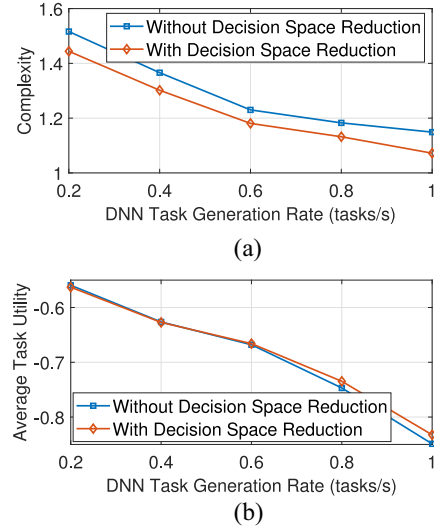 1.6
Without Decision Space Reduction
With Decision Space Reduction
1.4
1.2
1
Complexity
0.2 0.4 0.6 0.8 1
DNN Task Generation Rate (tasks/s)
(a)
-0.6
-0.7
-0.8
Average Task Utility
Without Decision Space Reduction
With Decision Space Reduction
0.2 0.4 0.6 0.8 1
DNN Task Generation Rate (tasks/s)
(b)